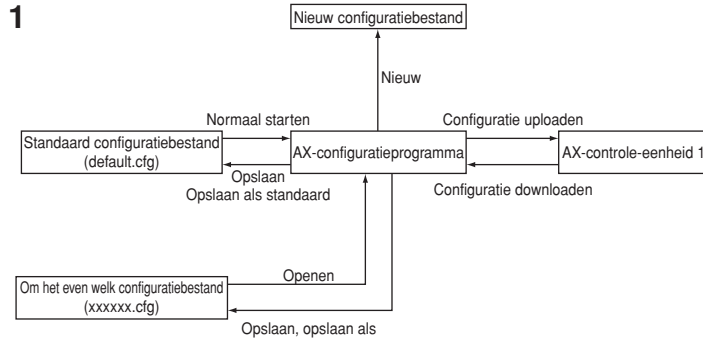 1
Nieuw configuratiebestand
Nieuw
Normaal starten
Configuratie uploaden
Standaard configuratiebestand
(default.cfg)
AX-configuratieprogramma
AX-controle-eenheid 1
Opslaan
Opslaan als standaard
Configuratie downloaden
Om het even welk configuratiebestand
(xxxxxx.cfg)
Openen
Opslaan, opslaan als